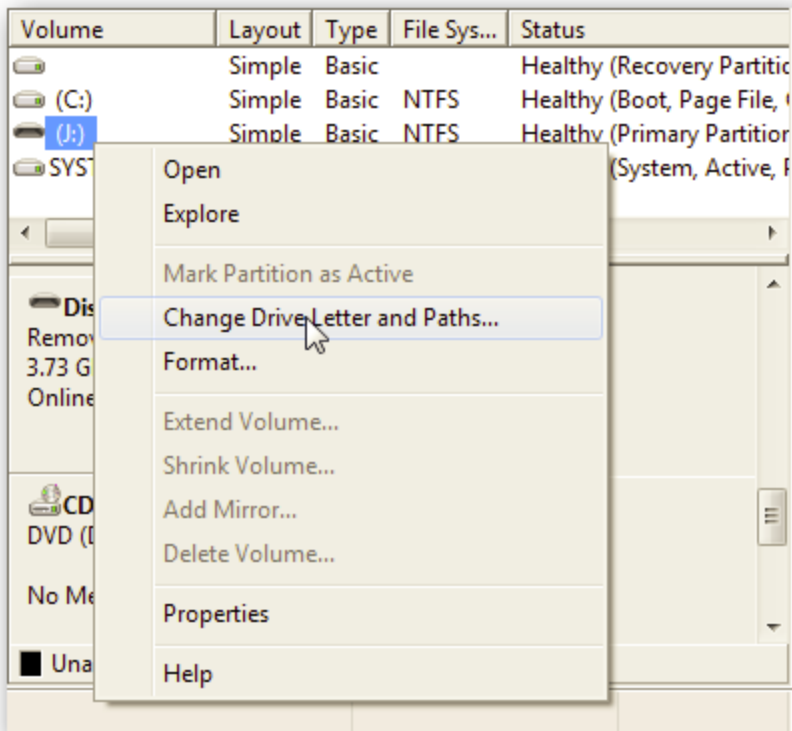 Volume Layout Type File Sys... Status
Simple Basic Healthy (Recovery
(C:) Simple Basic NTFS Healthy (Boot, Page File,
(J:) Simple Basic NTFS Healthy (Primary Partition
(System, Active,
Open
Explore
Mark Partition as Active
Change Drive Letter and Paths...
Format...
Extend Volume...
Shrink Volume...
Add Mirror...
Delete Volume...
Properties
Help
3.73
Online
CD
DVD
No